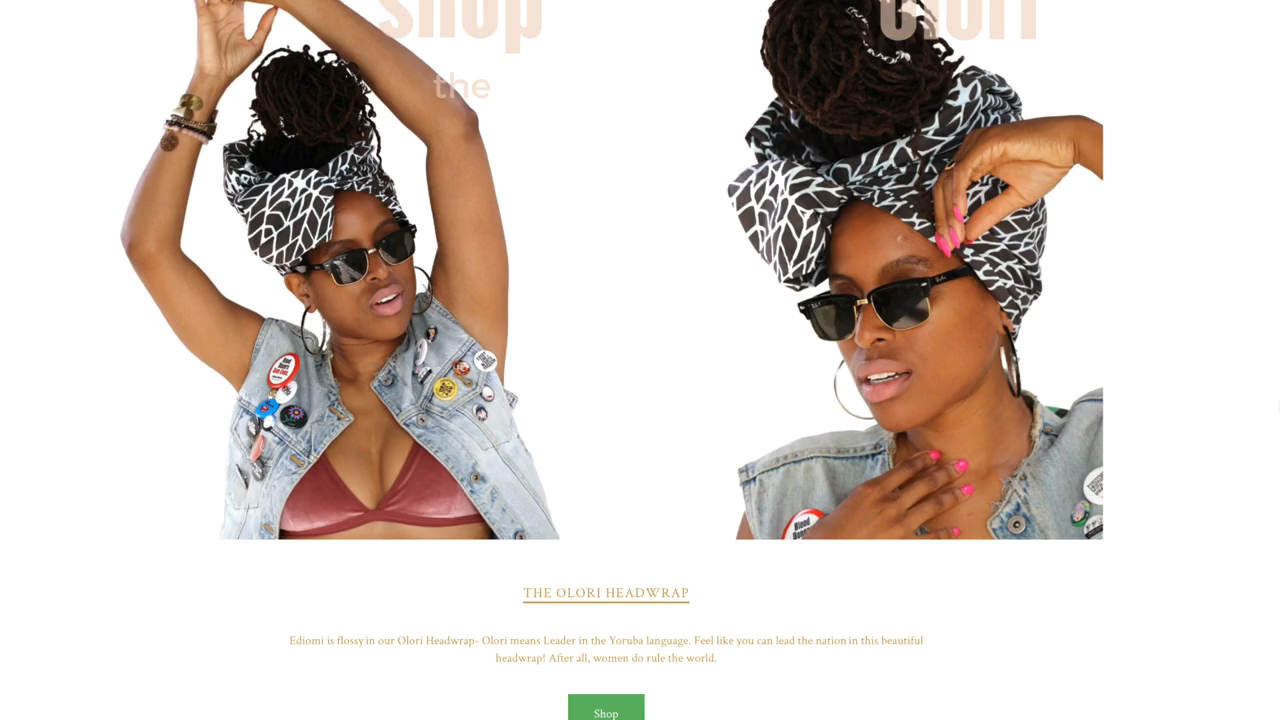 shop
olori
the
THE OLORI HEADWRAP
Ediomi is flossy in our Olori Headwrap- Olori means Leader in the Yoruba language. Feel like you can lead the nation in this beautiful
headwrap! After all, women do rule the world.
Shop